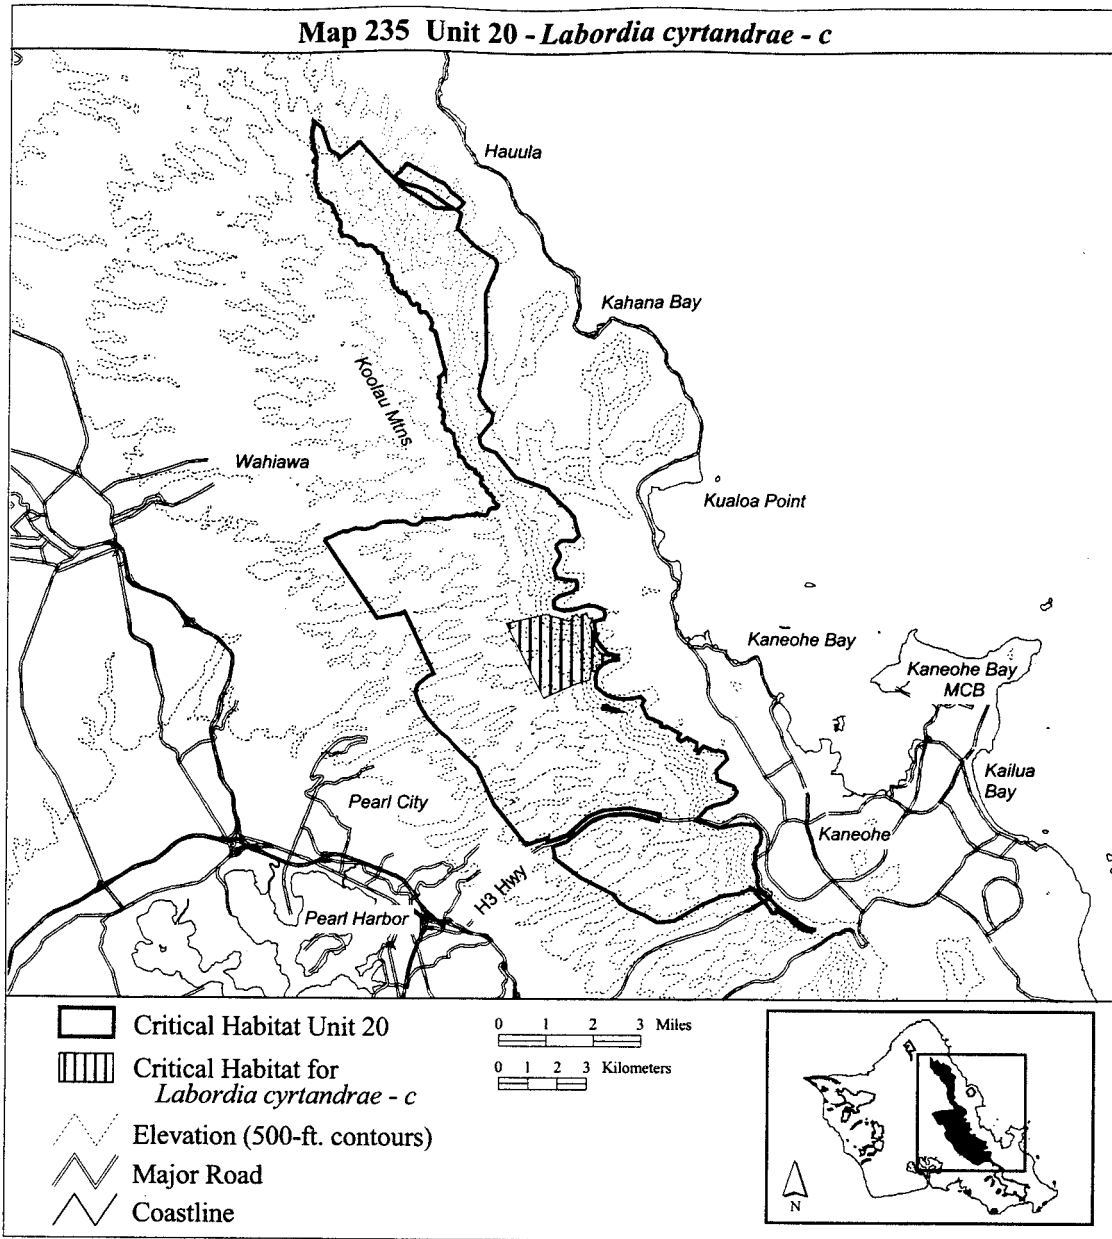 Map 235 Unit 20 - Labordia cyrtandrae - c
Hauula
Kahana Bay
Koolau Mtns
Wahiawa
Kualoa Point
Kaneohe Bay
Kaneohe Bay
MCB
Kailua
Bay
Pearl City
Kaneohe
H3 Hwy
Pearl Harbor
Critical Habitat Unit 20
Critical Habitat for
Labordia cyrtandrae - c
Elevation (500-ft. contours)
Major Road
Coastline
0 1 2 3 Miles
0 1 2 3 Kilometers
N